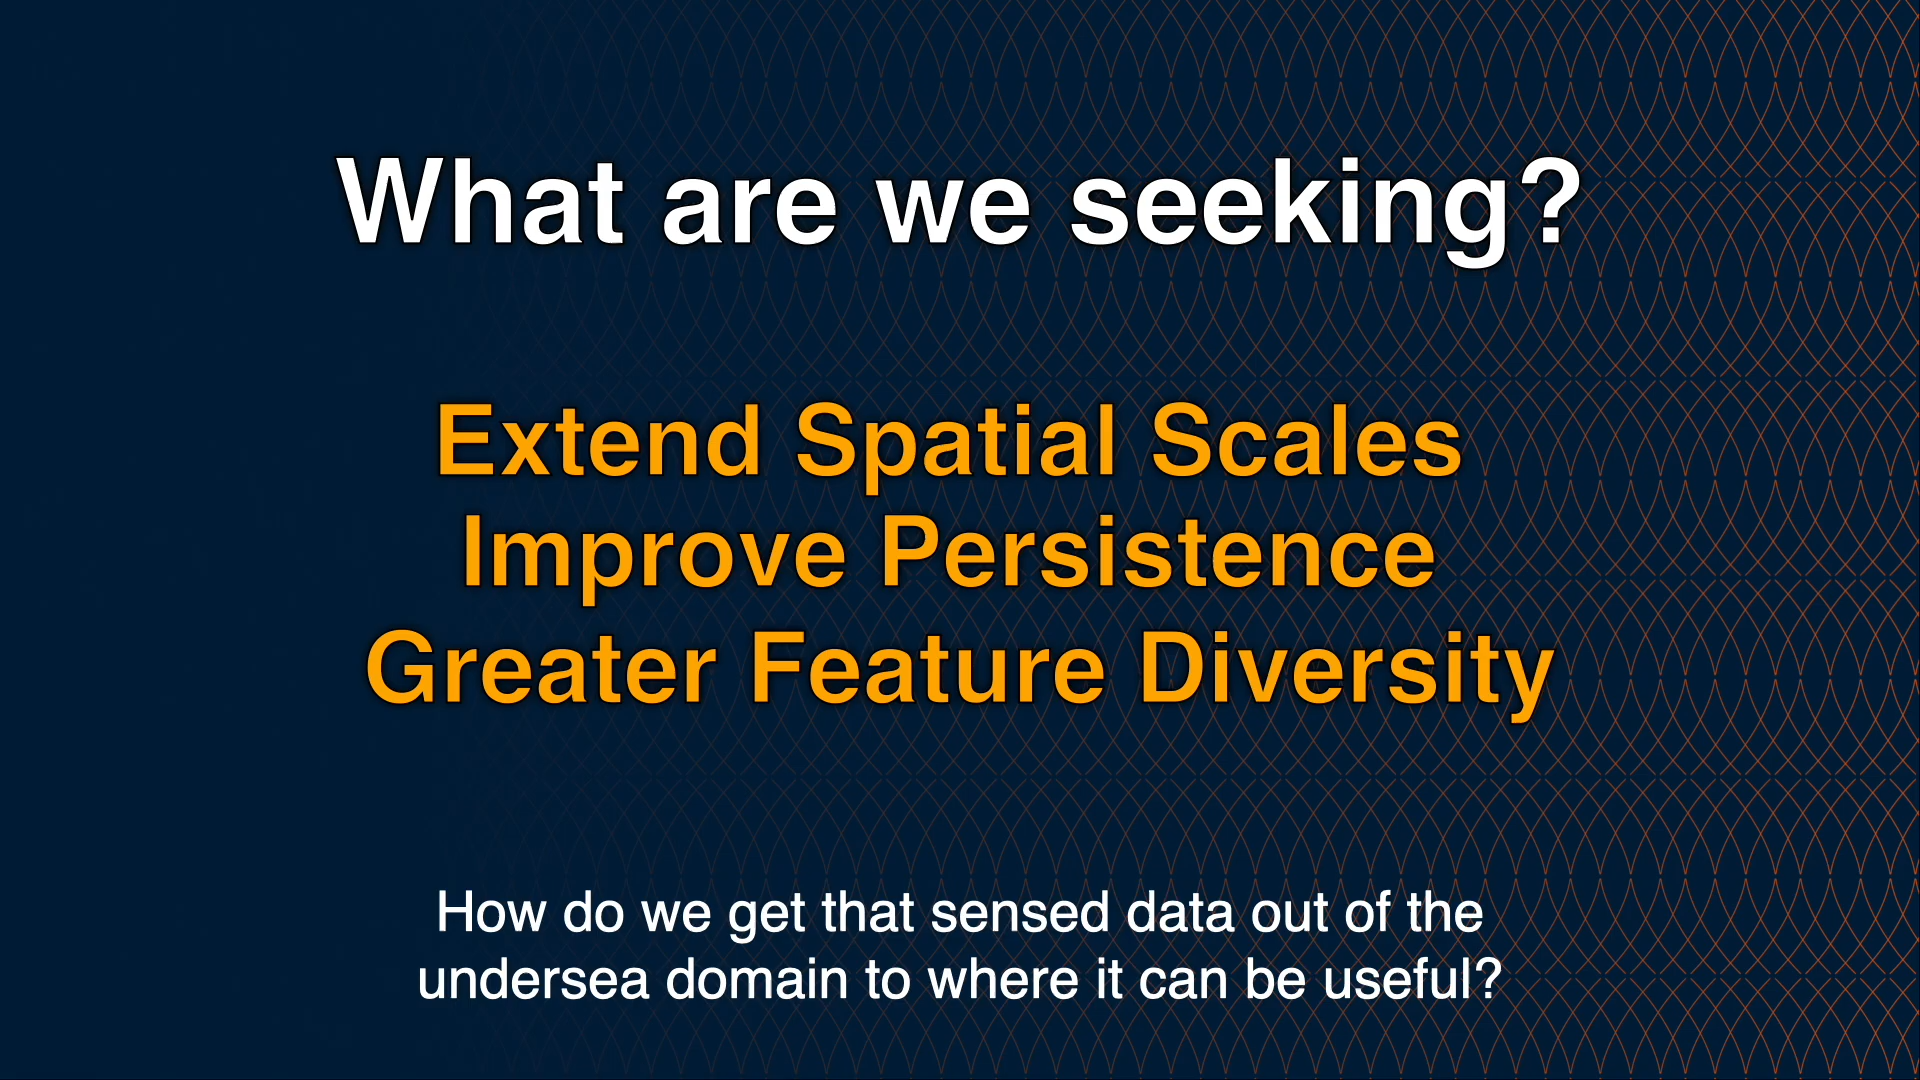 What are we seeking?
Extend Spatial Scales
Improve Persistence
Greater Feature Diversity
How do we get that sensed data out of the
undersea domain to where it can be useful?